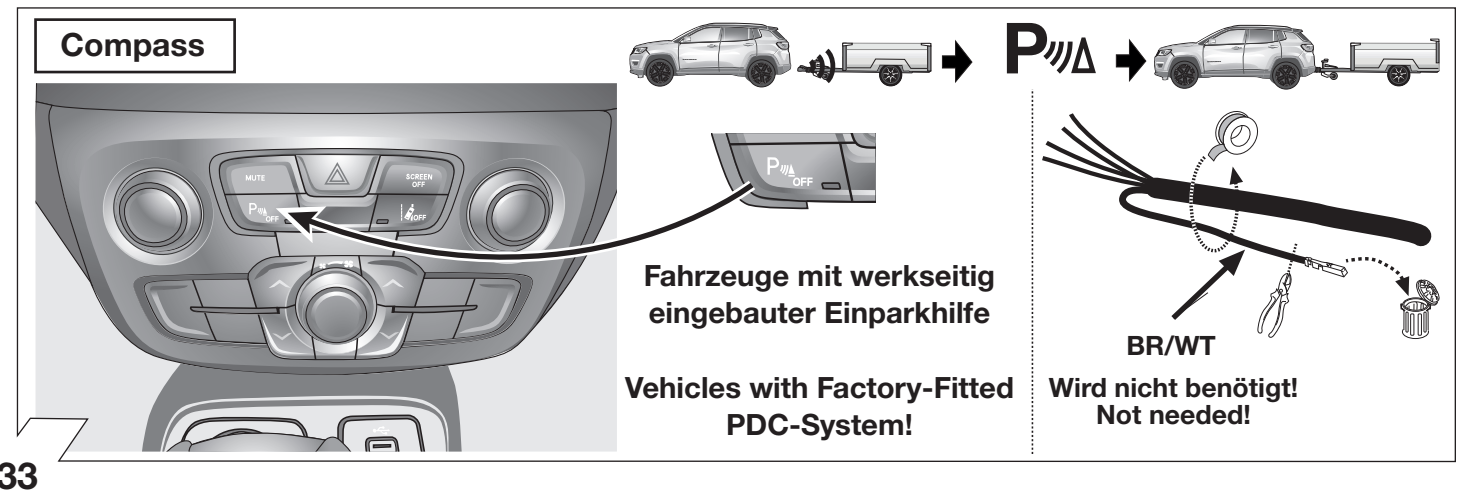 Compass
P
MUTE
SCREEN
OFF
P
OFF
OFF
P
OFF
Fahrzeuge mit werkseitig
eingebauter Einparkhilfe
Vehicles with Factory-Fitted
PDC-System!
BR/WT
Wird nicht benötigt!
Not needed!
33